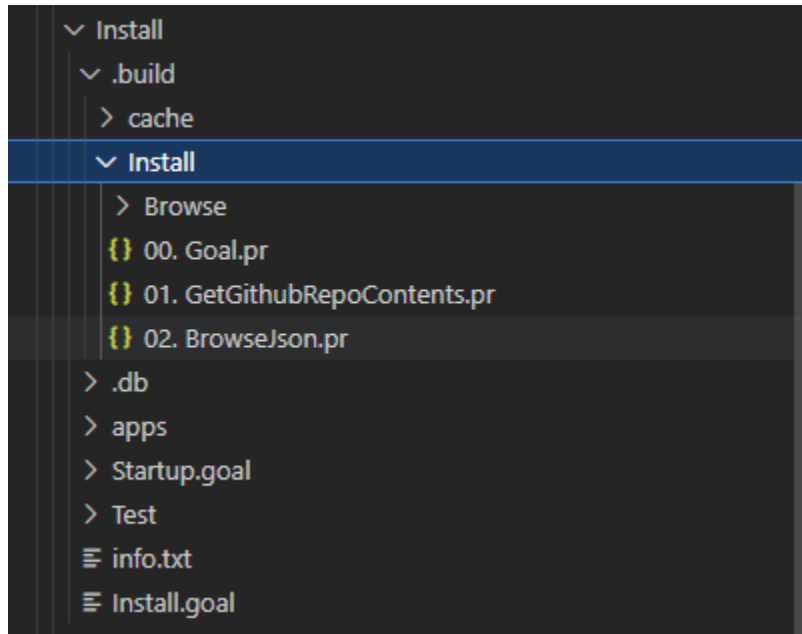 Install
.build
cache
Install
Browse
{} 00. Goal.pr
{} 01. GetGithubRepoContents.pr
{} 02. BrowseJson.pr
.db
apps
Startup.goal
Test
info.txt
Install.goal